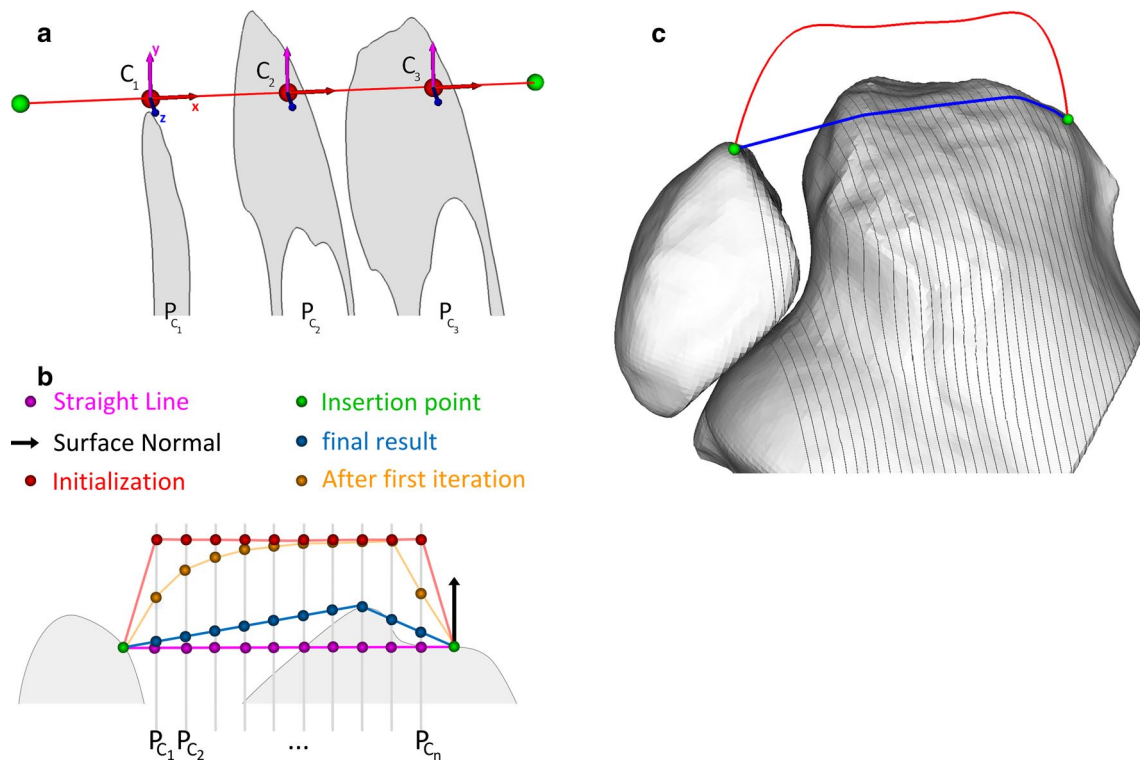 a
C1
y
x
z
C2
C3
PC1
PC2
PC3
b
Straight Line
Insertion point
Surface Normal
final result
Initialization
After first iteration
PC1 PC2 ... PCn
c